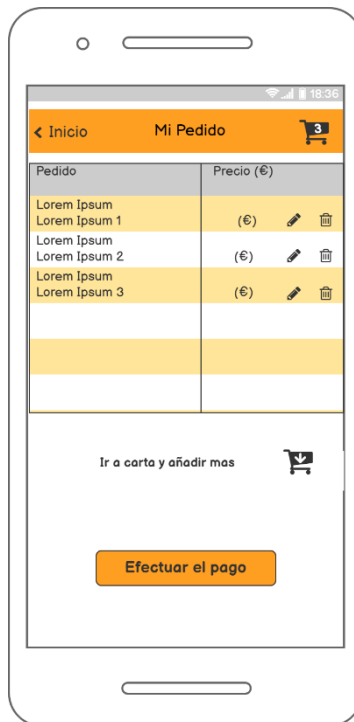 18:36
< Inicio
Mi Pedido
3
Pedido
Precio (€)
Lorem Ipsum
Lorem Ipsum 1
(€)
Lorem Ipsum
Lorem Ipsum 2
(€)
Lorem Ipsum
Lorem Ipsum 3
(€)
Ir a carta y añadir mas
Efectuar el pago